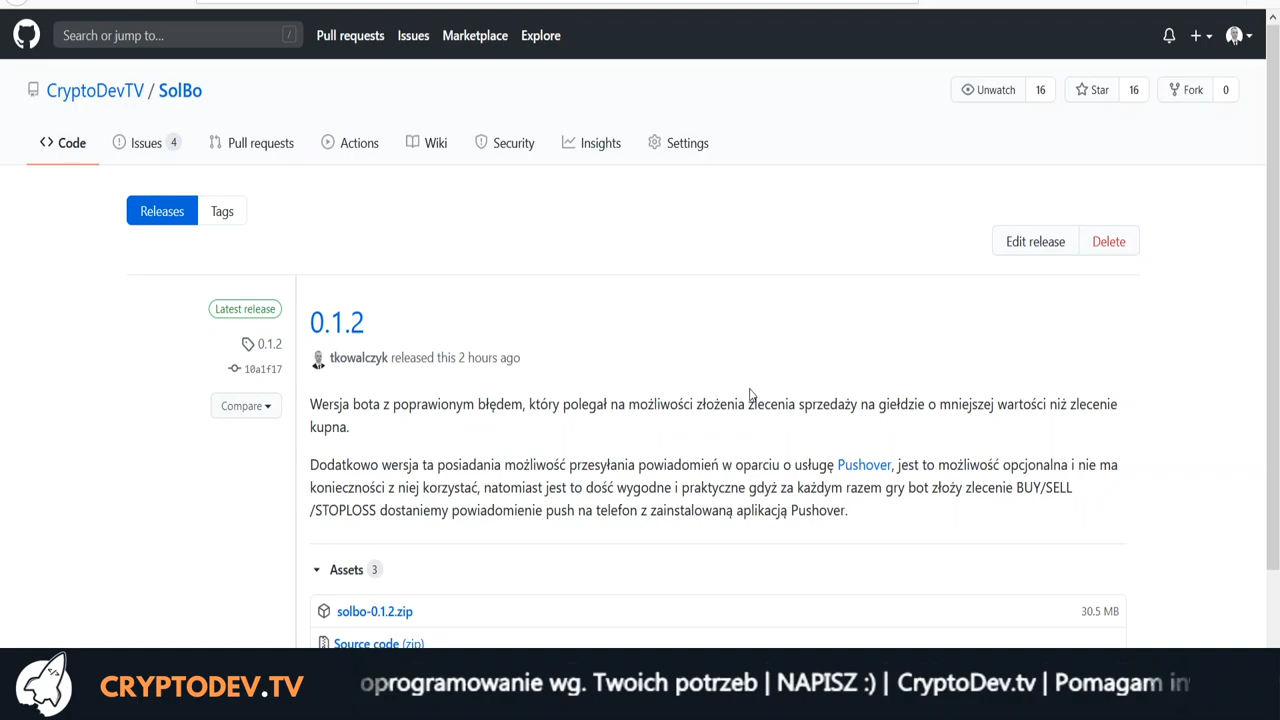 Search or jump to... /
Pull requests Issues Marketplace Explore
CryptoDevTV / SolBo
Unwatch 16 Star 16 Fork 0
Code Issues 4 Pull requests Actions Wiki Security Insights Settings
Releases Tags
Edit release Delete
Latest release
0.1.2
0.1.2
tkowalczyk released this 2 hours ago
10a1f17
Compare
Wersja bota z poprawionym błędem, który polegał na możliwości złożenia zlecenia sprzedaży na giełdzie o mniejszej wartości niż zlecenie
kupna.
Dodatkowo wersja ta posiadania możliwość przesyłania powiadomień w oparciu o usługę Pushover, jest to możliwość opcjonalna i nie ma
konieczności z niej korzystać, natomiast jest to dość wygodne i praktyczne gdyż za każdym razem gry bot złoży zlecenie BUY/SELL
/STOPLOSS dostaniemy powiadomienie push na telefon z zainstalowaną aplikacją Pushover.
Assets 3
solbo-0.1.2.zip 30.5 MB
Source code (zip)
CRYPTODEV.TV oprogramowanie wg. Twoich potrzeb | NAPISZ :) | CryptoDev.tv | Pomagam